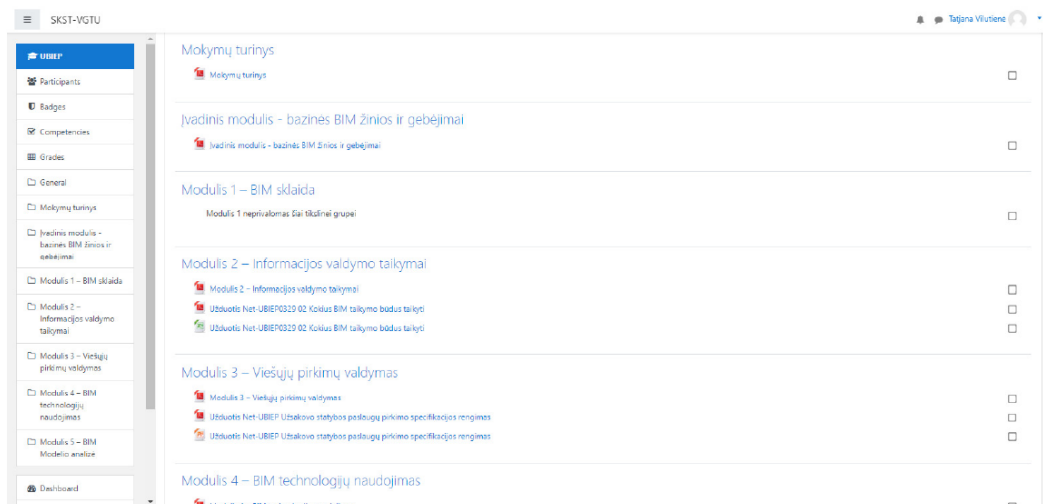 SKST-VGTU
Tatjana Vilutienė
UBIEP
Participants
Badges
Competencies
Grades
General
Mokymų turinys
Įvadinis modulis -
bazinės BIM žinios ir
gebėjimai
Modulis 1 – BIM sklaida
Modulis 2 –
Informacijos valdymo
taikymai
Modulis 3 – Viešųjų
pirkimų valdymas
Modulis 4 – BIM
technologijų
naudojimas
Modulis 5 – BIM
Modelio analizė
Dashboard
Mokymų turinys
Mokymų turinys
Įvadinis modulis - bazinės BIM žinios ir gebėjimai
Įvadinis modulis - bazinės BIM žinios ir gebėjimai
Modulis 1 – BIM sklaida
Modulis 1 neprivalomas šiai tikslinei grupei
Modulis 2 – Informacijos valdymo taikymai
Modulis 2 – Informacijos valdymo taikymai
Užduotis Net-UBIEP0329 02 Kokius BIM taikymo būdus taikyti
Užduotis Net-UBIEP0329 02 Kokius BIM taikymo būdus taikyti
Modulis 3 – Viešųjų pirkimų valdymas
Modulis 3 – Viešųjų pirkimų valdymas
Užduotis Net-UBIEP Užsakovo statybos paslaugų pirkimo specifikacijos rengimas
Užduotis Net-UBIEP Užsakovo statybos paslaugų pirkimo specifikacijos rengimas
Modulis 4 – BIM technologijų naudojimas